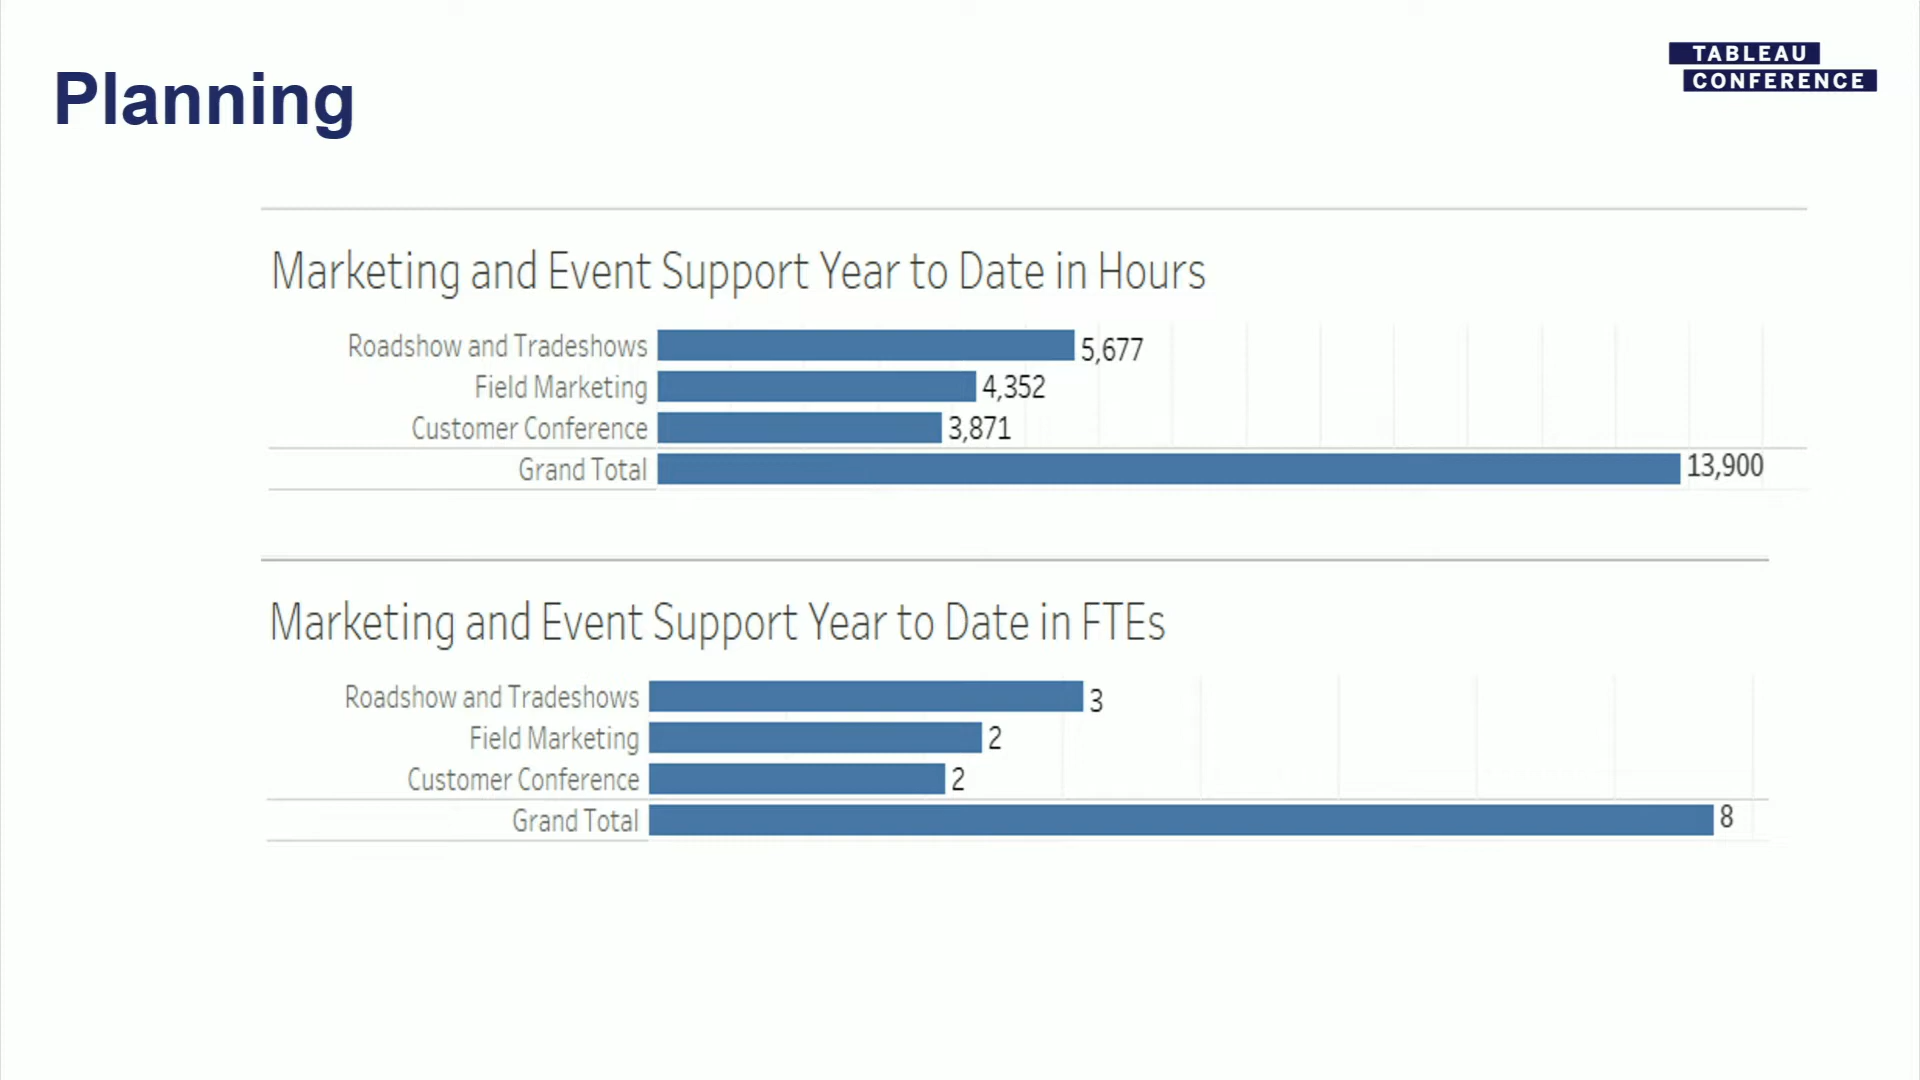 Planning
TABLEAU
CONFERENCE
Marketing and Event Support Year to Date in Hours
Roadshow and Tradeshows 5,677
Field Marketing 4,352
Customer Conference 3,871
Grand Total 13,900
Marketing and Event Support Year to Date in FTEs
Roadshow and Tradeshows 3
Field Marketing 2
Customer Conference 2
Grand Total 8